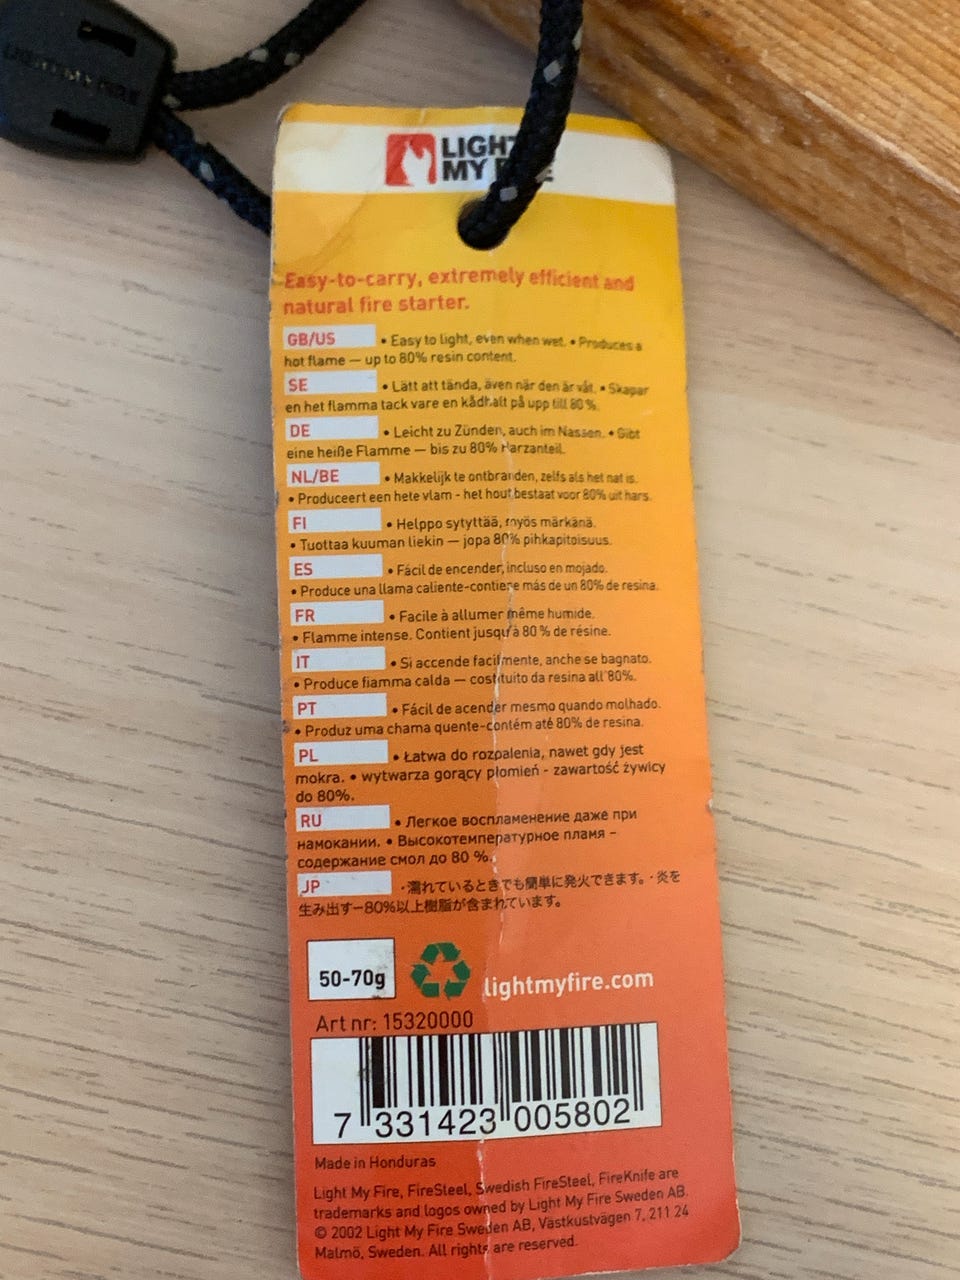 LIGHT
MY FIRE
Easy-to-carry, extremely efficient and
natural fire starter.
GB/US • Easy to light, even when wet. • Produces a
hot flame — up to 80% resin content.
SE • Lätt att tända, även när den är våt. • Skapar
en het flamma tack vare en kådhalt på upp till 80 %.
DE • Leicht zu Zünden, auch im Nassen. • Gibt
eine heiße Flamme — bis zu 80% Harzanteil.
NL/BE • Makkelijk te ontbranden, zelfs als het nat is.
• Produceert een hete vlam - het hout bestaat voor 80% uit hars.
FI • Helppo sytyttää, myös märkänä.
• Tuottaa kuuman liekin — jopa 80% pihkapitoisuus.
ES • Fácil de encender, incluso en mojado.
• Produce una llama caliente-contiene más de un 80% de resina.
FR • Facile à allumer même humide.
• Flamme intense. Contient jusqu'à 80 % de résine.
IT • Si accende facilmente, anche se bagnato.
• Produce fiamma calda — costituito da resina all'80%.
PT • Fácil de acender mesmo quando molhado.
• Produz uma chama quente-contém até 80% de resina.
PL • Łatwa do rozpalenia, nawet gdy jest
mokra. • wytwarza gorący płomień - zawartość żywicy
do 80%.
RU • Легкое воспламенение даже при
намокании. • Высокотемпературное пламя –
содержание смол до 80 %.
JP ·濡れているときでも簡単に発火できます。·炎を
生み出す−80%以上樹脂が含まれています。
50-70g
lightmyfire.com
Art nr: 15320000
7 331423 005802
Made in Honduras
Light My Fire, FireSteel, Swedish FireSteel, FireKnife are
trademarks and logos owned by Light My Fire Sweden AB.
© 2002 Light My Fire Sweden AB, Västkustvägen 7, 211 24
Malmö, Sweden. All rights are reserved.